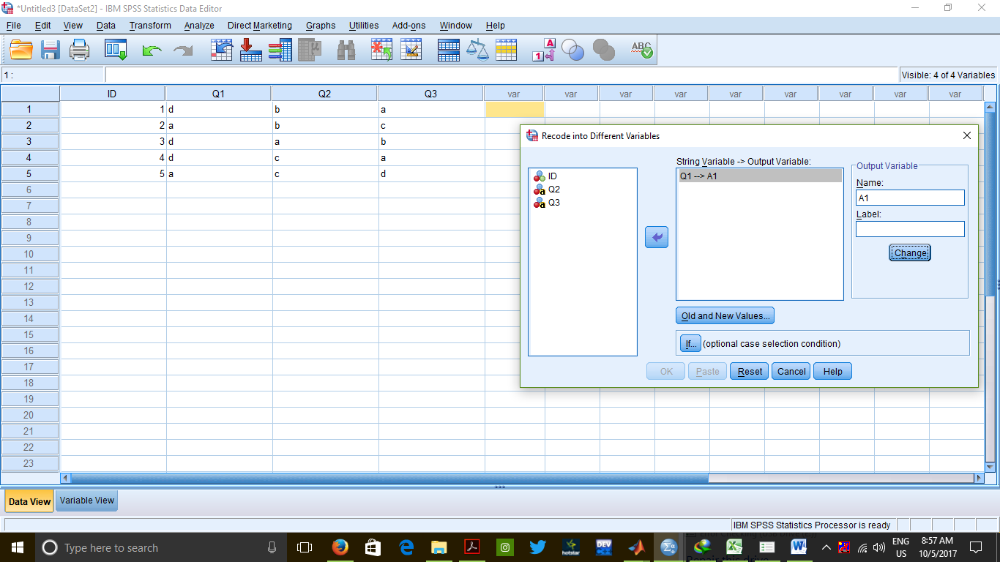 *Untitled3 [DataSet2] - IBM SPSS Statistics Data Editor
File Edit View Data Transform Analyze Direct Marketing Graphs Utilities Add-ons Window Help
1 A
ABC
1 : Visible: 4 of 4 Variables
ID Q1 Q2 Q3 var var var var var var var var var
1 1 d b a
2 2 a b c
3 3 d a b
4 4 d c a
5 5 a c d
6
7
8
9
10
11
12
13
14
15
16
17
18
19
20
21
22
23
Recode into Different Variables
ID
Q2
Q3
String Variable -> Output Variable:
Q1 --> A1
Output Variable
Name:
A1
Label:
Change
Old and New Values...
If... (optional case selection condition)
OK Paste Reset Cancel Help
Data View Variable View
IBM SPSS Statistics Processor is ready
Type here to search
hotstar
DEV
ENG
US
8:57 AM
10/5/2017